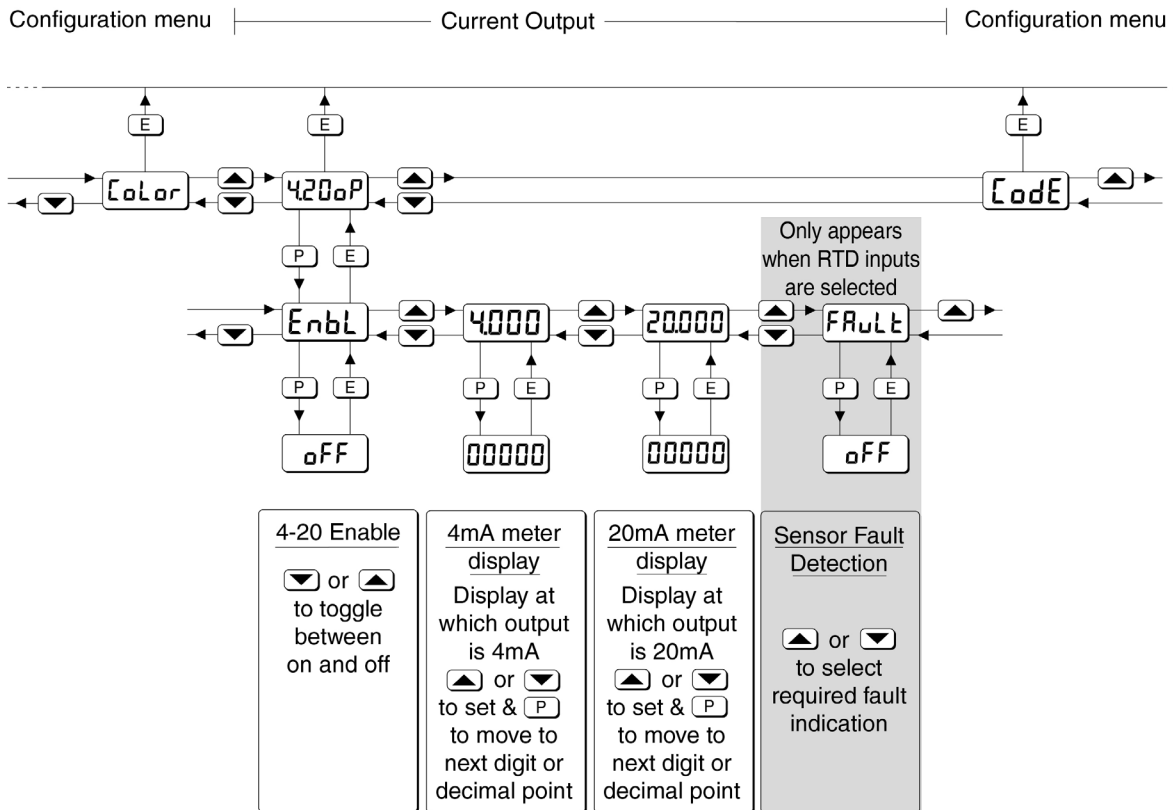 Configuration menu
Current Output
Configuration menu
E
E
E
CoLor
4.20oP
CodE
P
E
Only appears
when RTD inputs
are selected
EnbL
4.000
20.000
FAuLt
P
E
P
E
P
E
P
E
oFF
00000
00000
oFF
4-20 Enable
or
to toggle
between
on and off
4mA meter
display
Display at
which output
is 4mA
or
to set & P
to move to
next digit or
decimal point
20mA meter
display
Display at
which output
is 20mA
or
to set & P
to move to
next digit or
decimal point
Sensor Fault
Detection
or
to select
required fault
indication